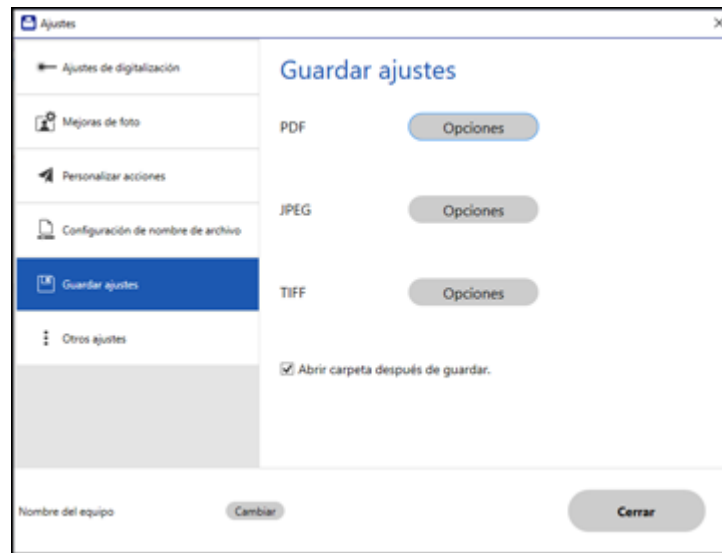 Ajustes
Ajustes de digitalización
Mejoras de foto
Personalizar acciones
Configuración de nombre de archivo
Guardar ajustes
Otros ajustes
Guardar ajustes
PDF Opciones
JPEG Opciones
TIFF Opciones
Abrir carpeta después de guardar.
Nombre del equipo Cambiar Cerrar